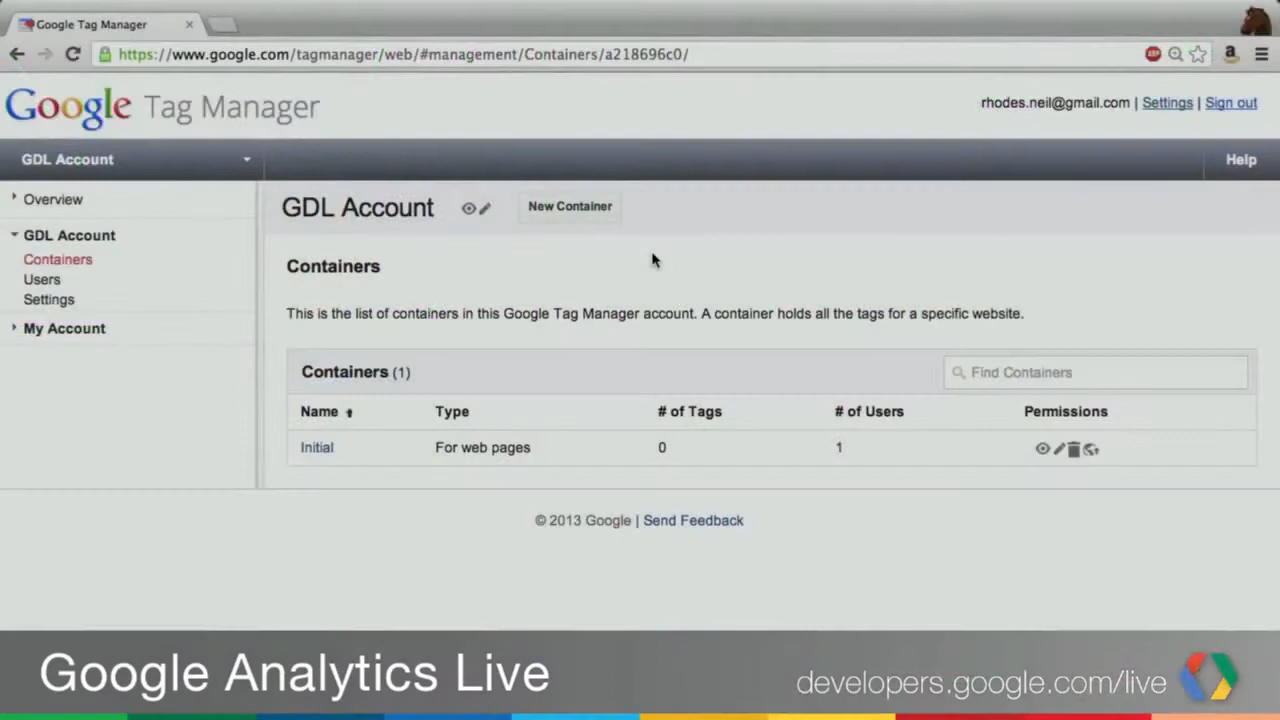 Google Tag Manager
https://www.google.com/tagmanager/web/#management/Containers/a218696c0/
Google Tag Manager
rhodes.neil@gmail.com | Settings | Sign out
GDL Account
Help
Overview
GDL Account
Containers
Users
Settings
My Account
GDL Account
New Container
Containers
This is the list of containers in this Google Tag Manager account. A container holds all the tags for a specific website.
Containers (1)
Find Containers
Name Type # of Tags # of Users Permissions
Initial For web pages 0 1
© 2013 Google | Send Feedback
Google Analytics Live
developers.google.com/live